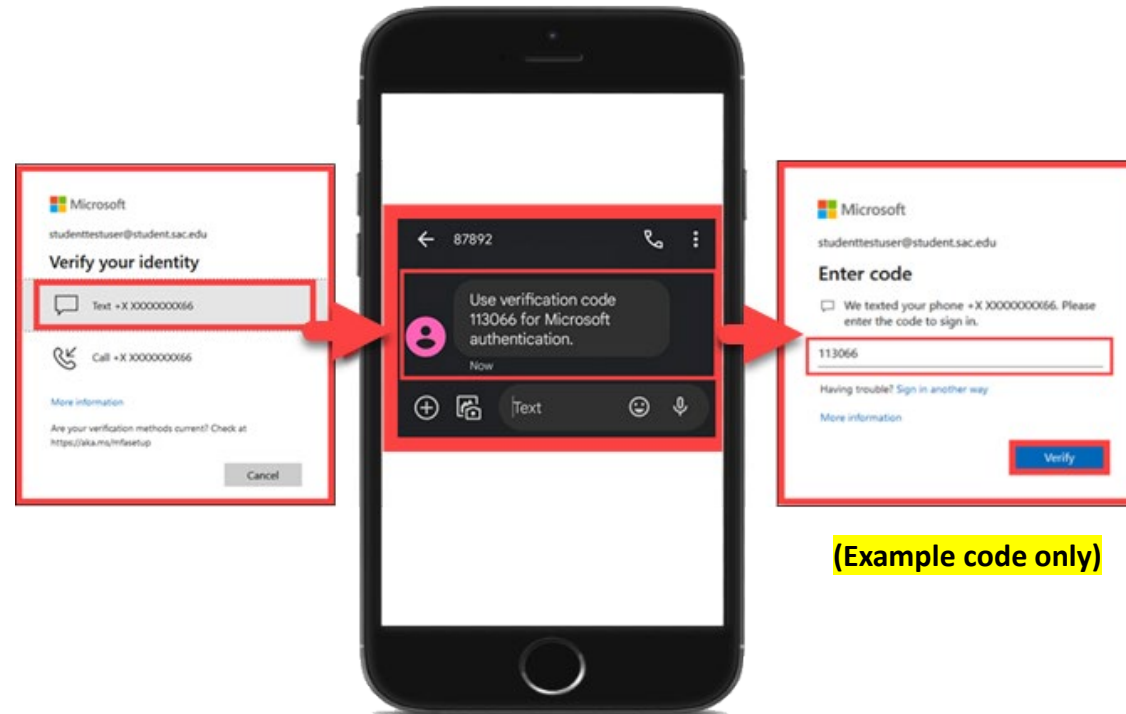 Microsoft
studenttestuser@student.sac.edu
Verify your identity
Text +X XXXXXXXX66
Call +X XXXXXXXX66
More information
Are your verification methods current? Check at
https://aka.ms/mfasetup
Cancel
87892
Use verification code
113066 for Microsoft
authentication.
Now
Text
Microsoft
studenttestuser@student.sac.edu
Enter code
We texted your phone +X XXXXXXXX66. Please
enter the code to sign in.
113066
Having trouble? Sign in another way
More information
Verify
(Example code only)